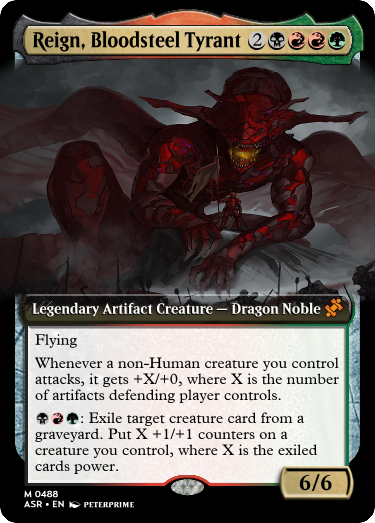 Reign, Bloodsteel Tyrant 2
Legendary Artifact Creature — Dragon Noble
Flying
Whenever a non-Human creature you control
attacks, it gets +X/+0, where X is the number
of artifacts defending player controls.
: Exile target creature card from a
graveyard. Put X +1/+1 counters on a
creature you control, where X is the exiled
cards power.
6/6
M 0488
ASR • EN PETERPRIME